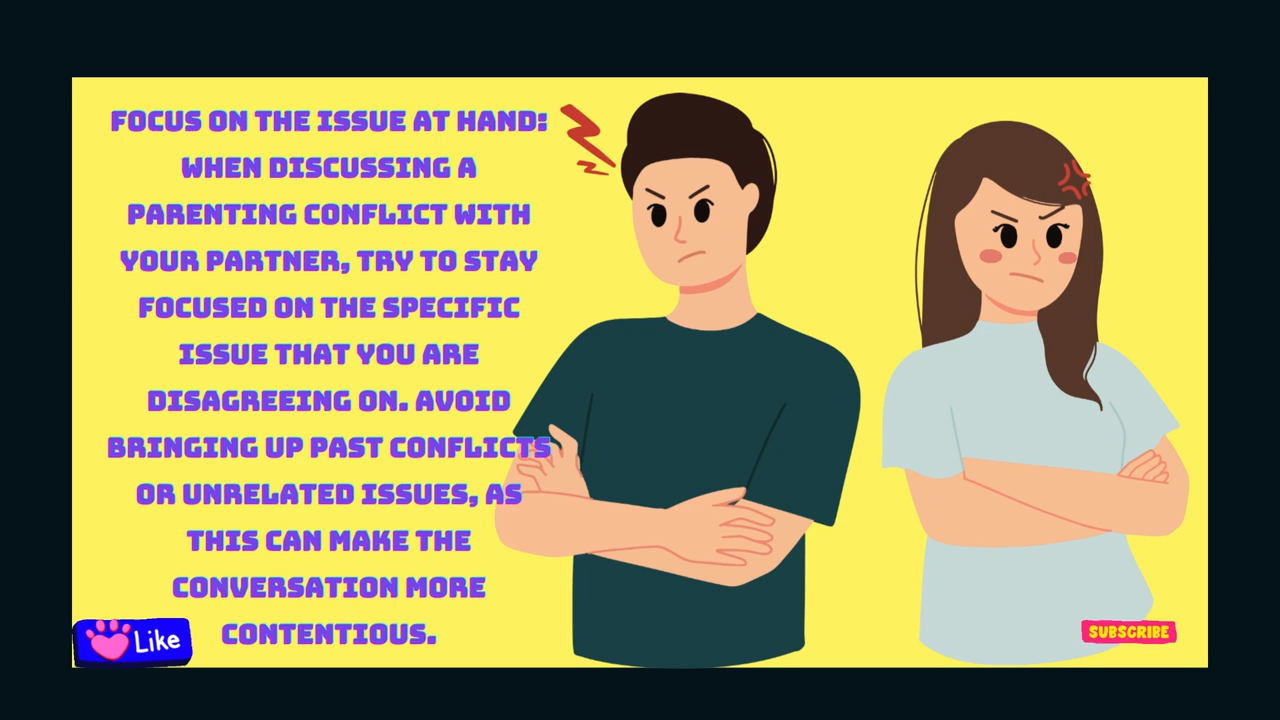 FOCUS ON THE ISSUE AT HAND:
WHEN DISCUSSING A
PARENTING CONFLICT WITH
YOUR PARTNER, TRY TO STAY
FOCUSED ON THE SPECIFIC
ISSUE THAT YOU ARE
DISAGREEING ON. AVOID
BRINGING UP PAST CONFLICTS
OR UNRELATED ISSUES, AS
THIS CAN MAKE THE
CONVERSATION MORE
CONTENTIOUS.
Like
SUBSCRIBE